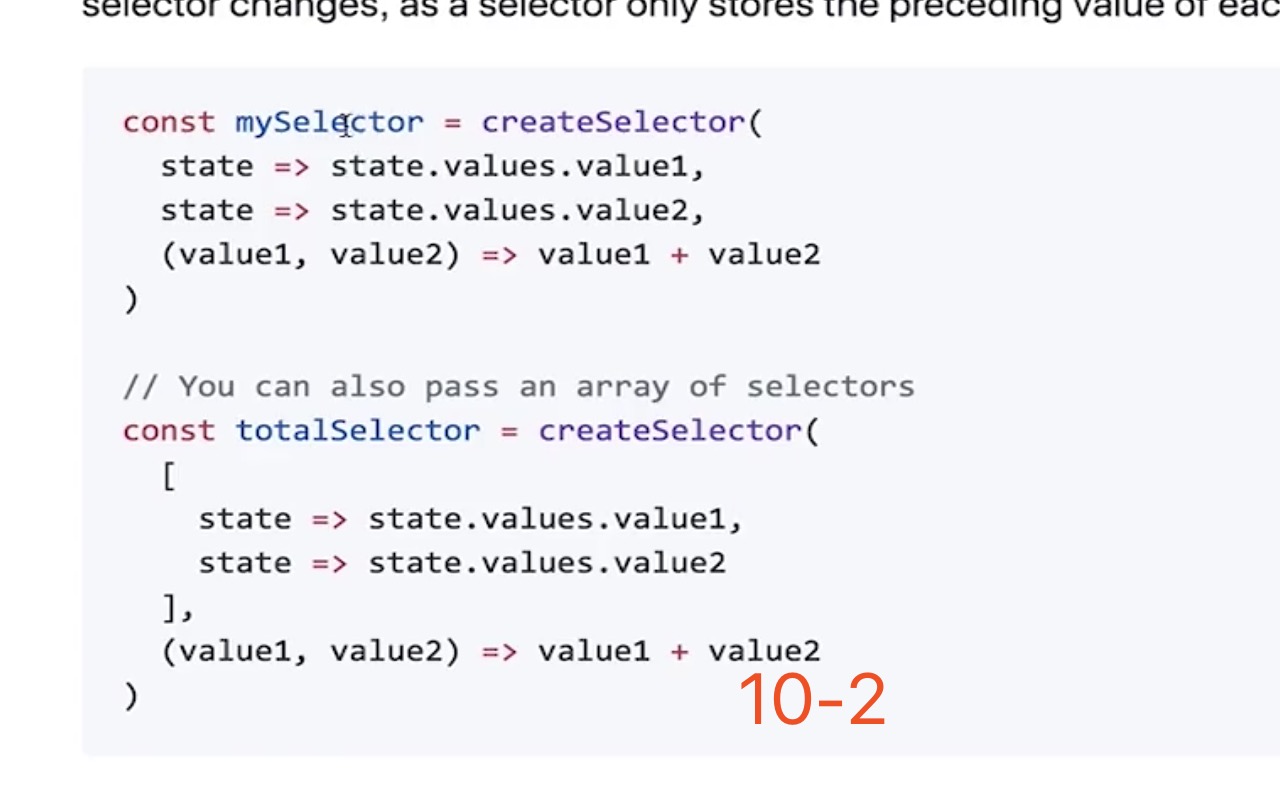 selector changes, as a selector only stores the preceding value of eac
const mySelector = createSelector(
  state => state.values.value1,
  state => state.values.value2,
  (value1, value2) => value1 + value2
)
// You can also pass an array of selectors
const totalSelector = createSelector(
  [
    state => state.values.value1,
    state => state.values.value2
  ],
  (value1, value2) => value1 + value2
)
10-2